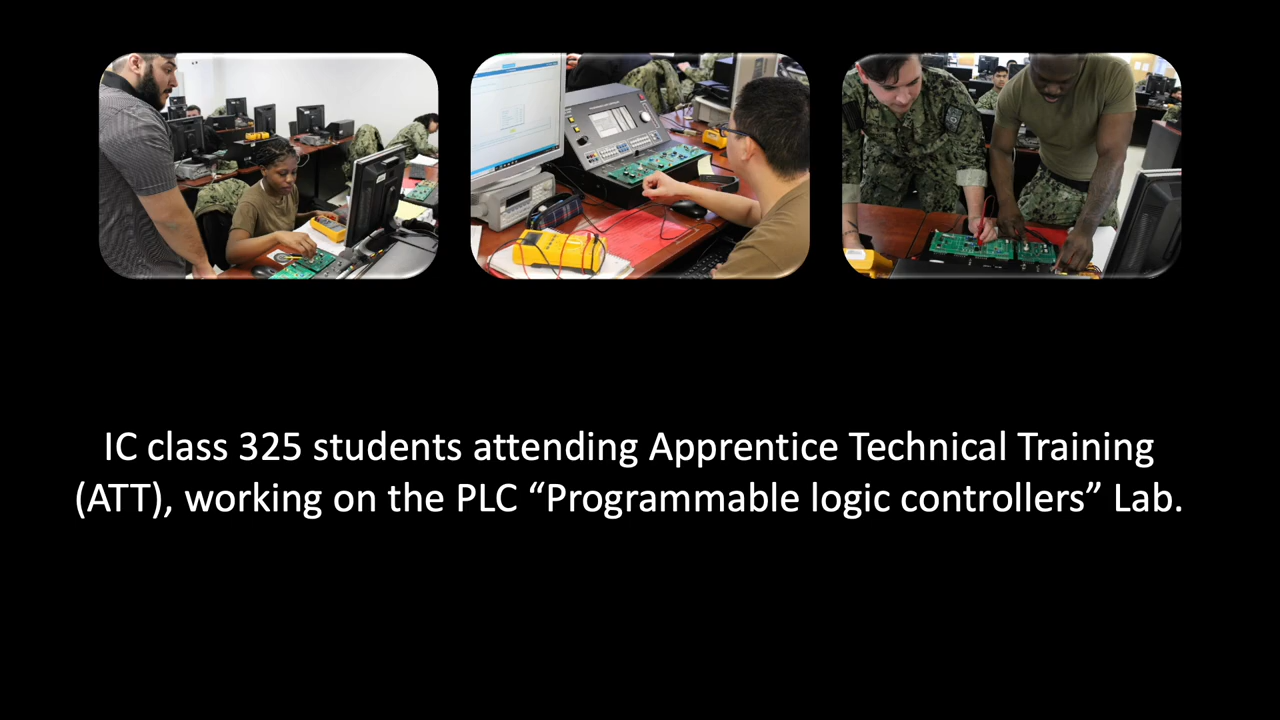 IC class 325 students attending Apprentice Technical Training
(ATT), working on the PLC “Programmable logic controllers” Lab.